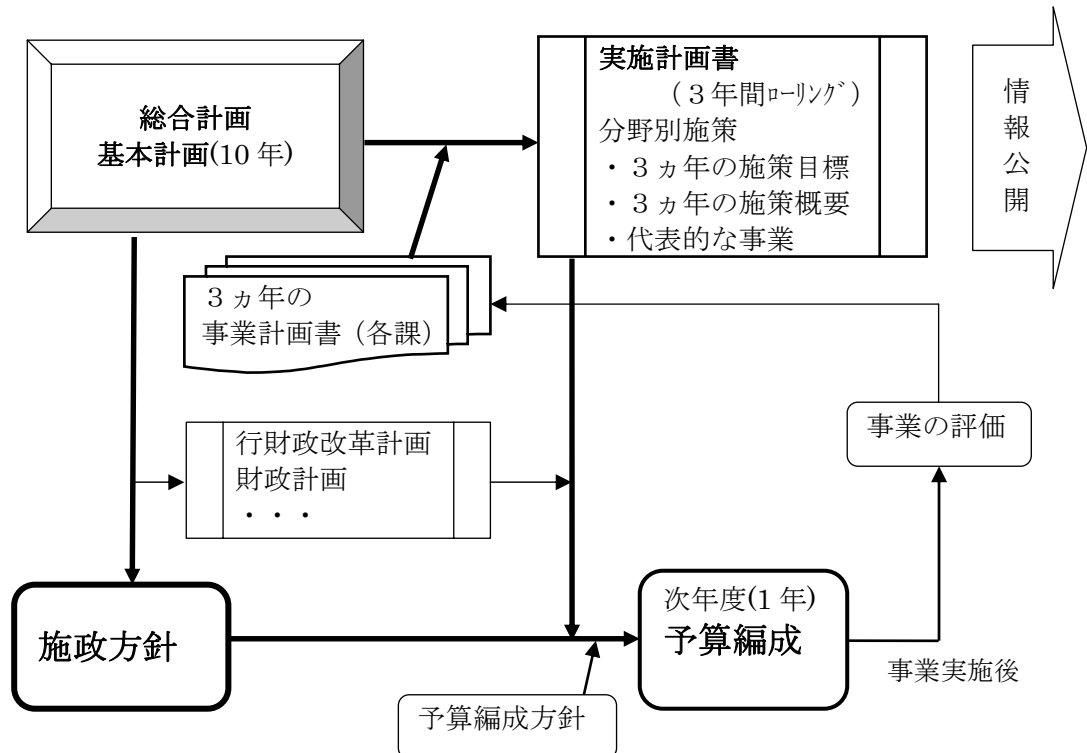 総合計画
基本計画(10 年)
実施計画書
(３年間ﾛｰﾘﾝｸﾞ)
分野別施策
・３ヵ年の施策目標
・３ヵ年の施策概要
・代表的な事業
情報公開
３ヵ年の
事業計画書（各課）
行財政改革計画
財政計画
・・・
事業の評価
施政方針
次年度(1 年)
予算編成
事業実施後
予算編成方針